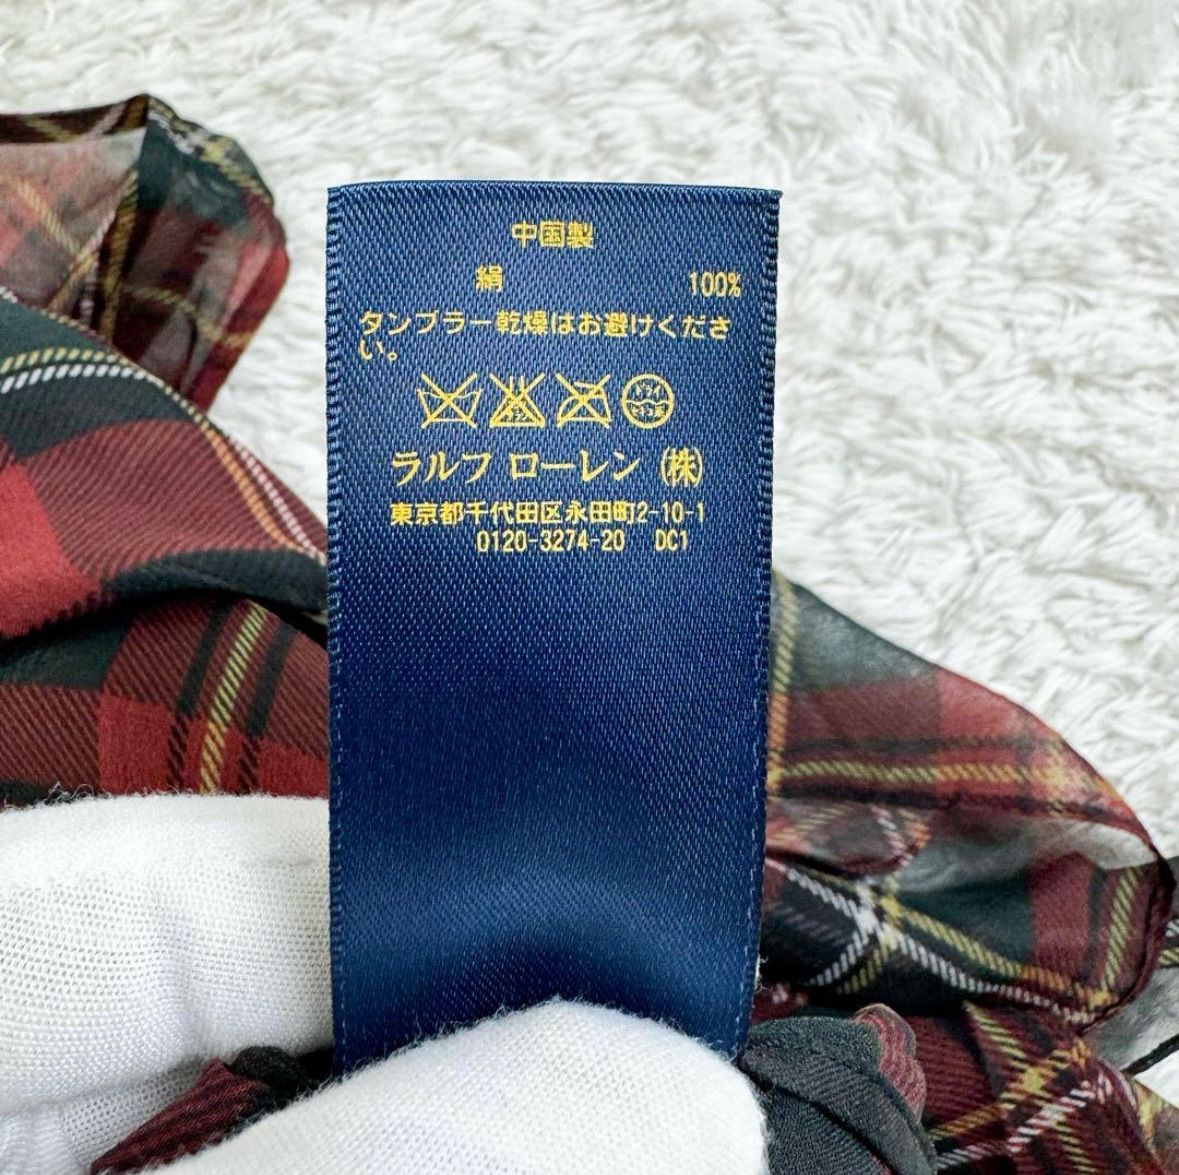 中国製
絹 100%
タンブラー乾燥はお避けくださ
い。
ラルフ ローレン (株)
東京都千代田区永田町2-10-1
0120-3274-20 DC1